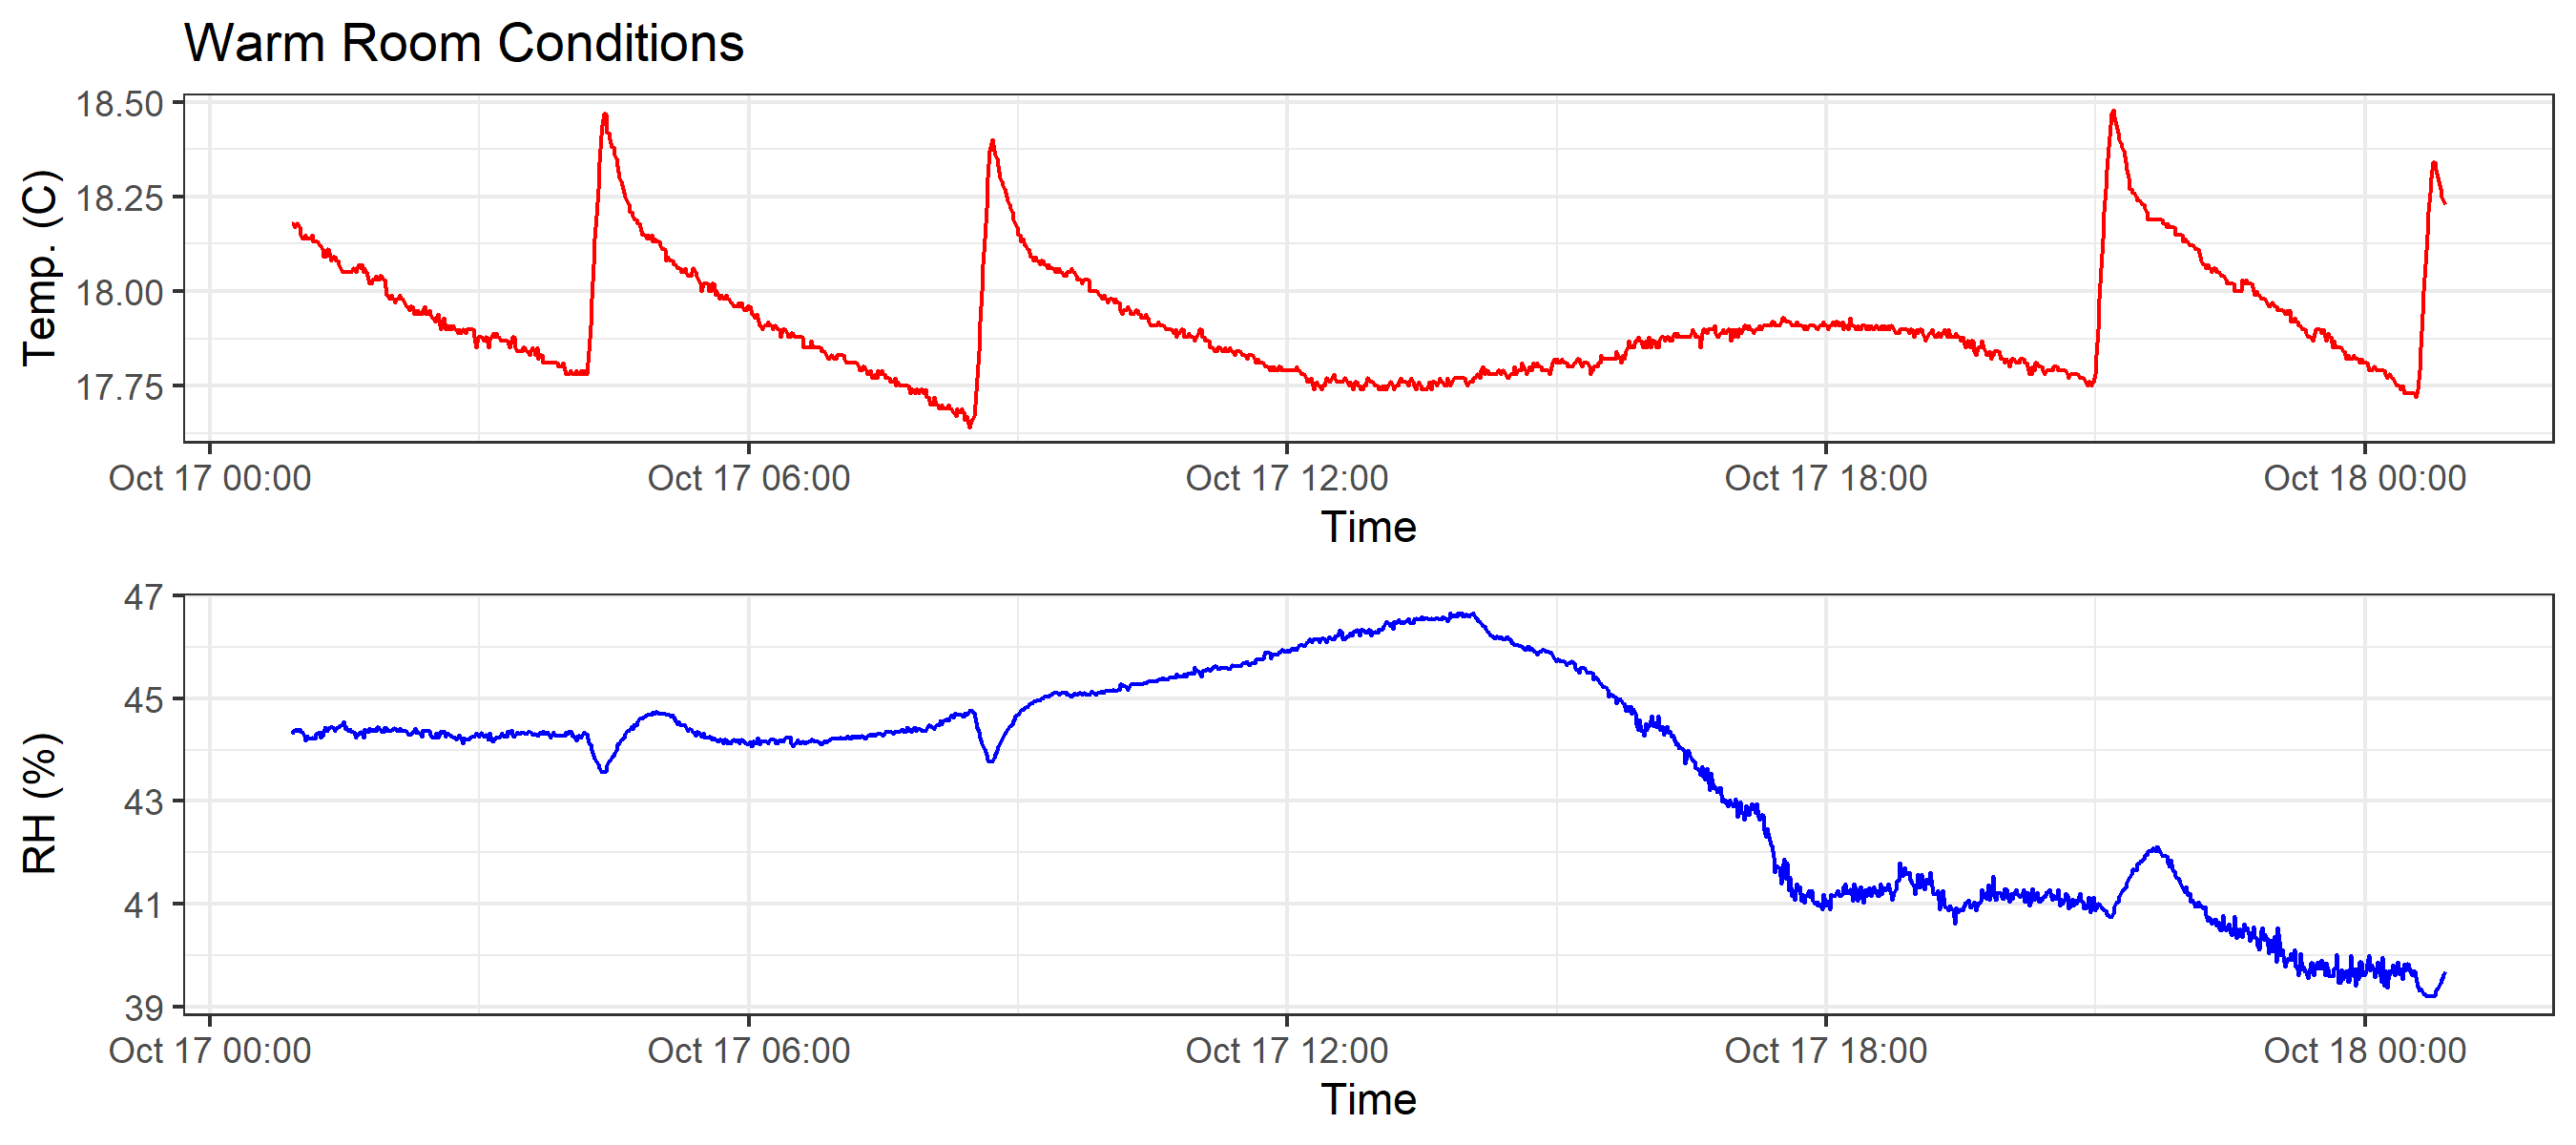 Warm Room Conditions
Temp. (C)
18.50
18.25
18.00
17.75
Oct 17 00:00 Oct 17 06:00 Oct 17 12:00 Oct 17 18:00 Oct 18 00:00
Time
RH (%)
47
45
43
41
39
Oct 17 00:00 Oct 17 06:00 Oct 17 12:00 Oct 17 18:00 Oct 18 00:00
Time